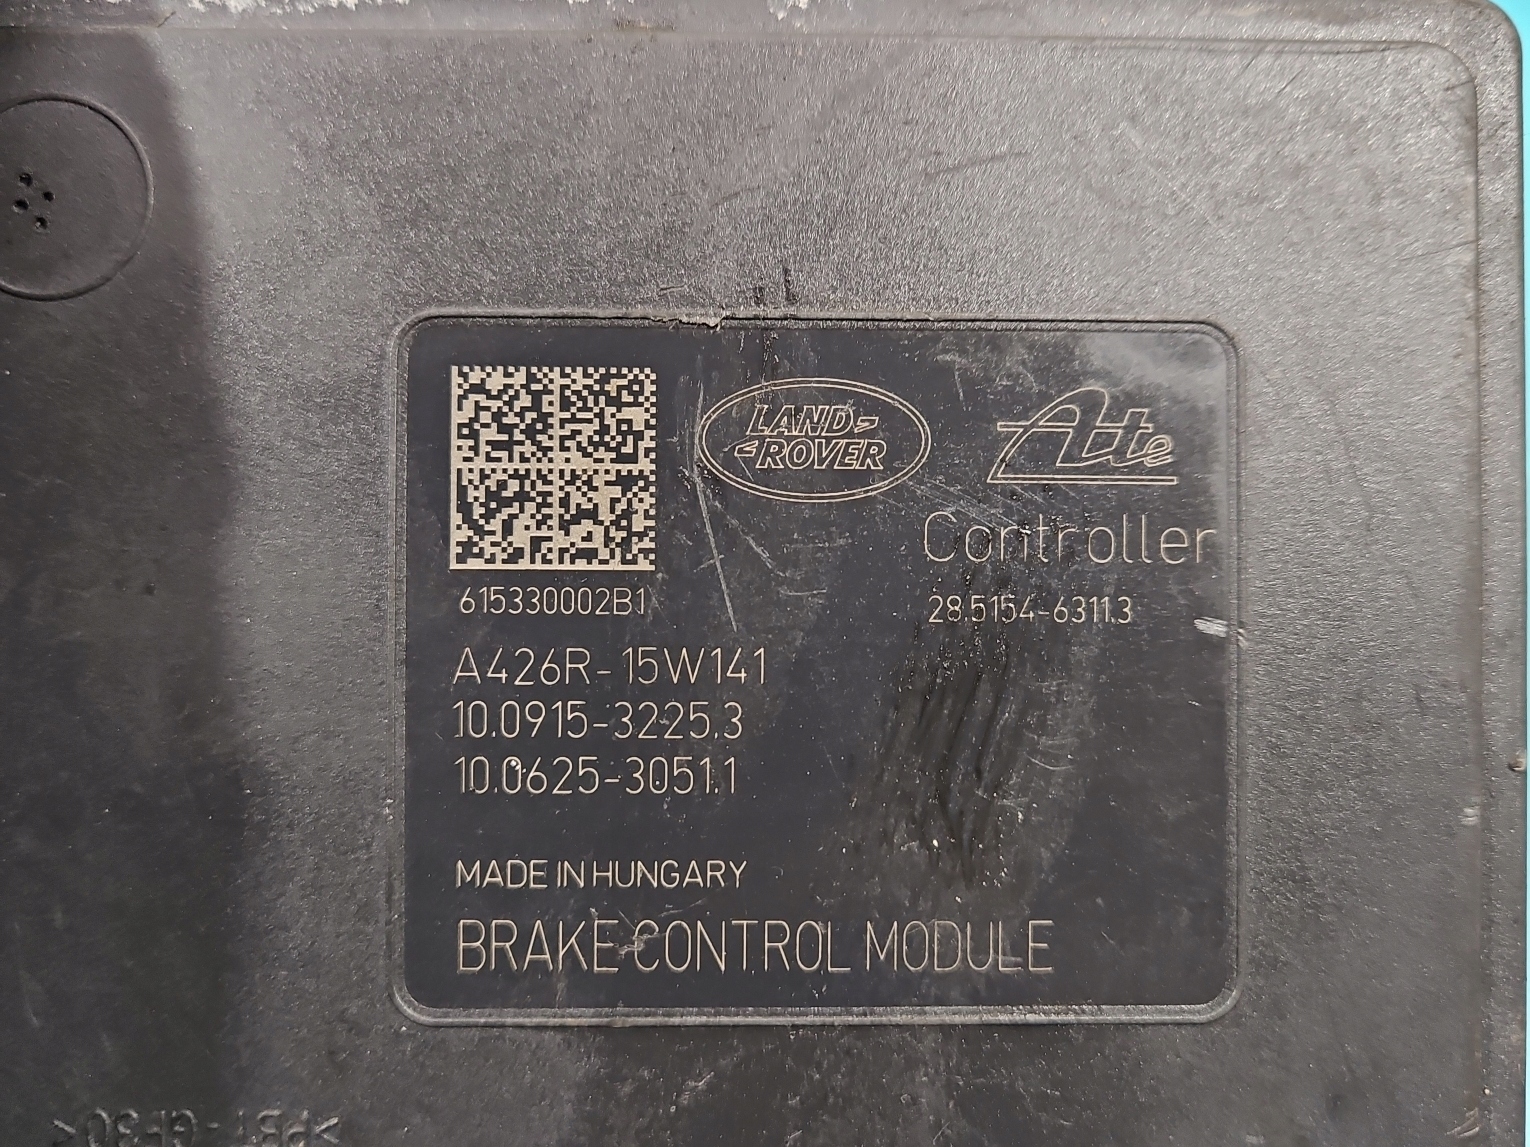 LAND
ROVER
Ate
Controller
615330002B1
28.5154-6311.3
A426R-15W141
10.0915-3225.3
10.0625-3051.1
MADE IN HUNGARY
BRAKE CONTROL MODULE